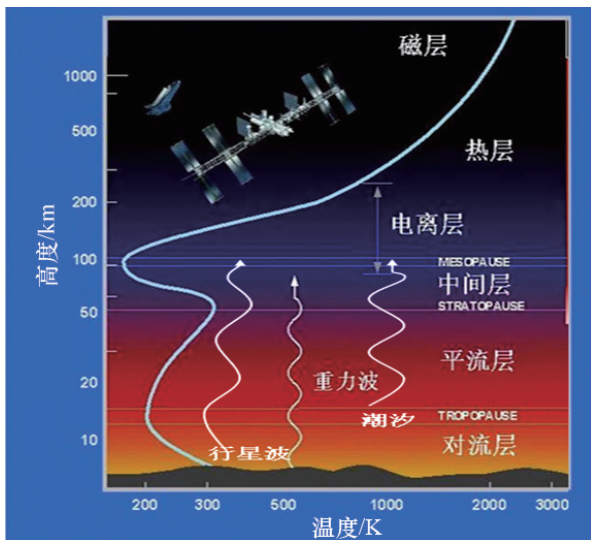 磁层
1000
500
热层
200
电离层
高度/km
100
MESOPAUSE
中间层
50
STRATOPAUSE
平流层
20
重力波
潮汐
TROPOPAUSE
10
行星波
对流层
200 300 500 1000 2000 3000
温度/K